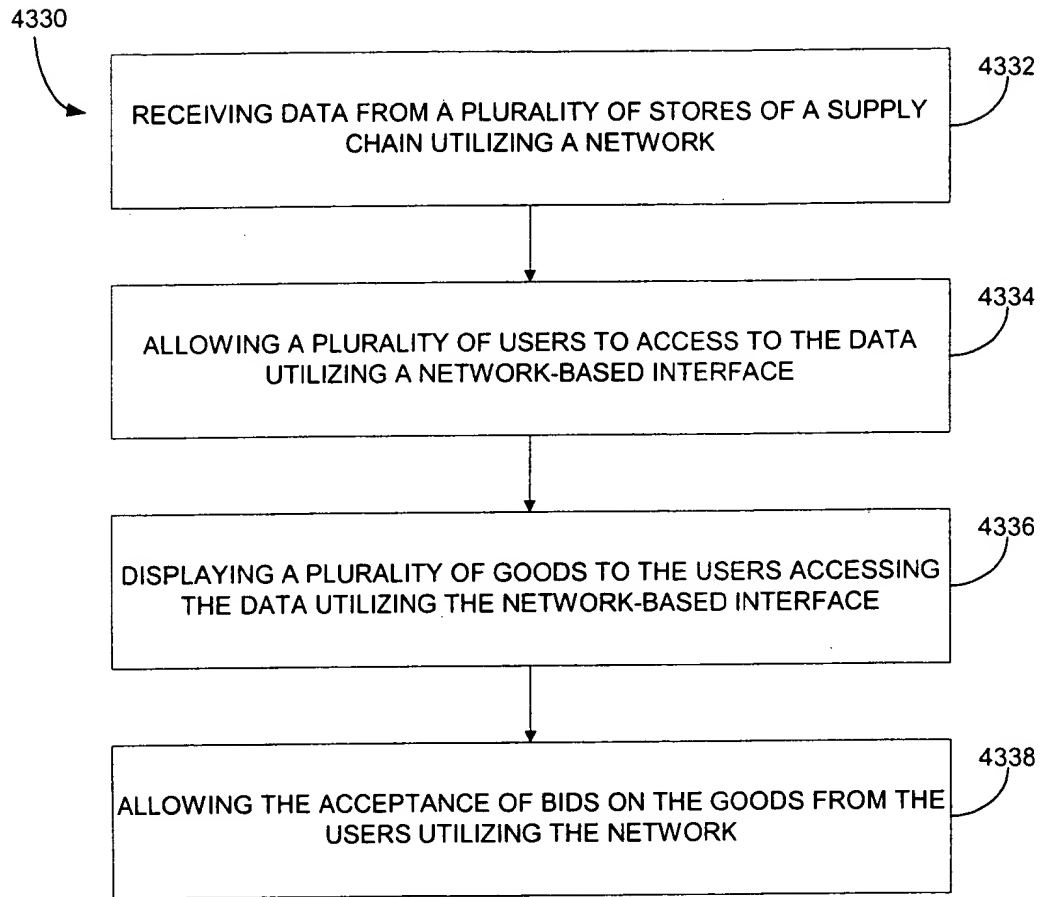 4330
4332
RECEIVING DATA FROM A PLURALITY OF STORES OF A SUPPLY
CHAIN UTILIZING A NETWORK
4334
ALLOWING A PLURALITY OF USERS TO ACCESS TO THE DATA
UTILIZING A NETWORK-BASED INTERFACE
4336
DISPLAYING A PLURALITY OF GOODS TO THE USERS ACCESSING
THE DATA UTILIZING THE NETWORK-BASED INTERFACE
4338
ALLOWING THE ACCEPTANCE OF BIDS ON THE GOODS FROM THE
USERS UTILIZING THE NETWORK